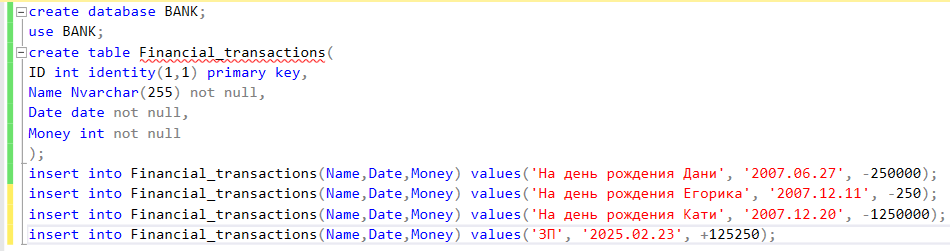 create database BANK;
use BANK;
create table Financial_transactions(
ID int identity(1,1) primary key,
Name Nvarchar(255) not null,
Date date not null,
Money int not null
);
insert into Financial_transactions(Name,Date,Money) values('На день рождения Дани', '2007.06.27', -250000);
insert into Financial_transactions(Name,Date,Money) values('На день рождения Егорика', '2007.12.11', -250);
insert into Financial_transactions(Name,Date,Money) values('На день рождения Кати', '2007.12.20', -1250000);
insert into Financial_transactions(Name,Date,Money) values('ЗП', '2025.02.23', +125250);